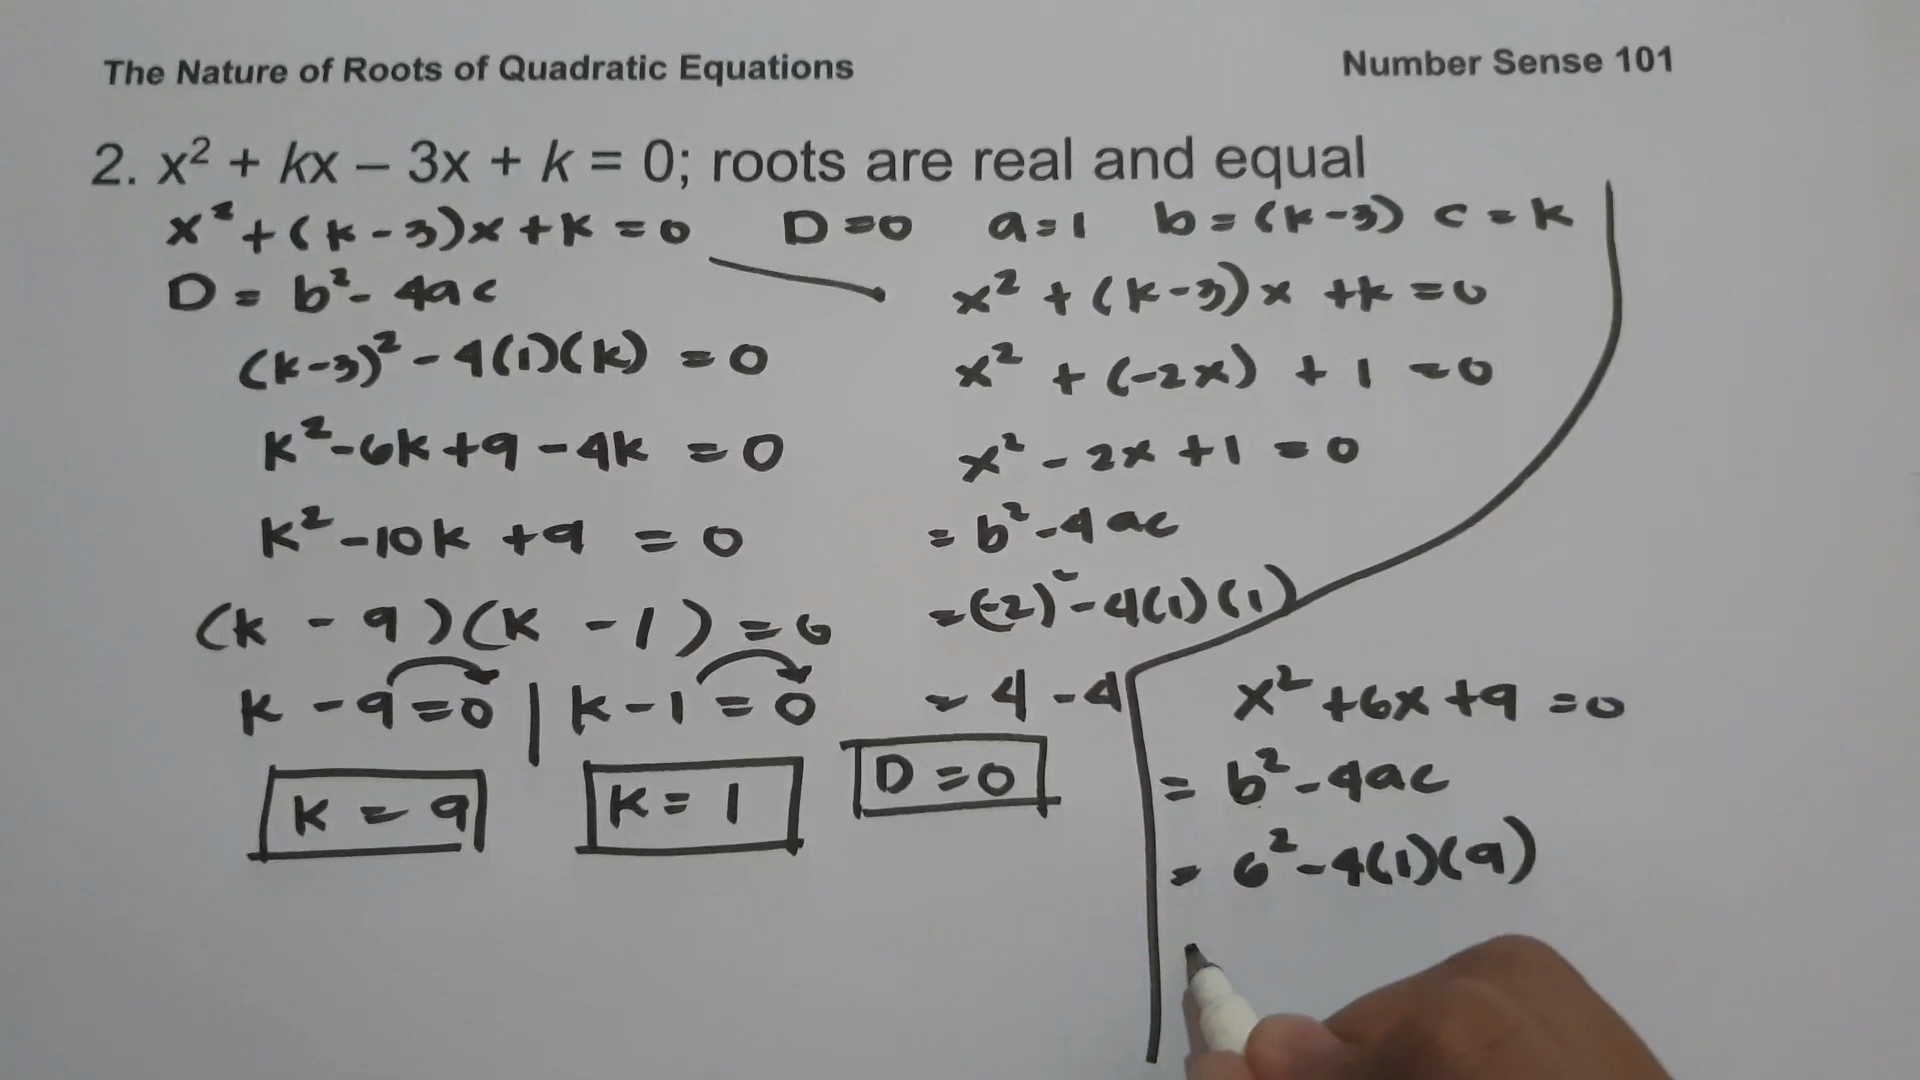 The Nature of Roots of Quadratic Equations
Number Sense 101
2. x² + kx – 3x + k = 0; roots are real and equal
x² + (k - 3)x + k = 0
D = 0 a = 1 b = (k - 3) c = k
D = b² - 4ac
(k - 3)² - 4(1)(k) = 0
k² - 6k + 9 - 4k = 0
k² - 10k + 9 = 0
(k - 9)(k - 1) = 0
k - 9 = 0 | k - 1 = 0
k = 9
k = 1
x² + (k - 3)x + k = 0
x² + (-2x) + 1 = 0
x² - 2x + 1 = 0
= b² - 4ac
= (-2)² - 4(1)(1)
= 4 - 4
D = 0
x² + 6x + 9 = 0
= b² - 4ac
= 6² - 4(1)(9)